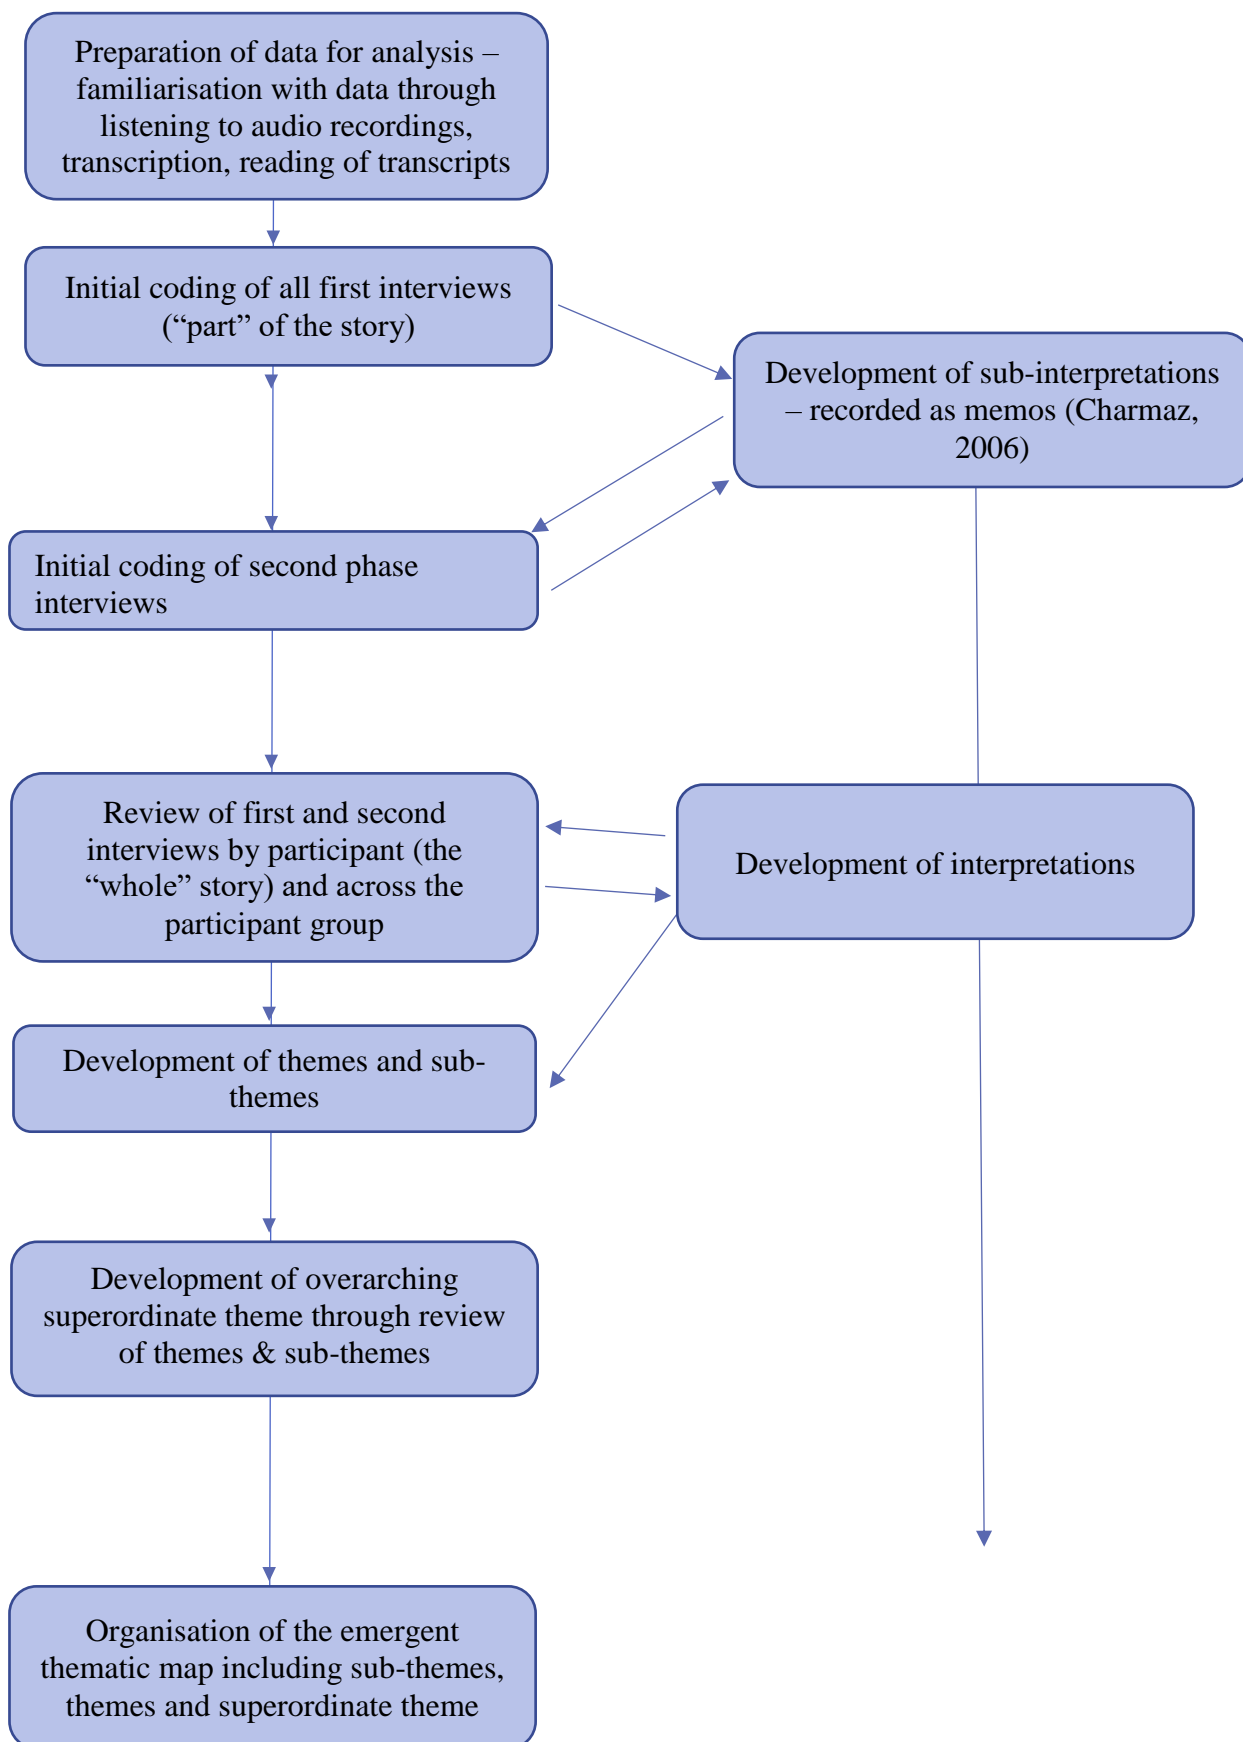 Preparation of data for analysis –
familiarisation with data through
listening to audio recordings,
transcription, reading of transcripts
Initial coding of all first interviews
(“part” of the story)
Development of sub-interpretations
– recorded as memos (Charmaz,
2006)
Initial coding of second phase
interviews
Review of first and second
interviews by participant (the
“whole” story) and across the
participant group
Development of interpretations
Development of themes and sub-
themes
Development of overarching
superordinate theme through review
of themes & sub-themes
Organisation of the emergent
thematic map including sub-themes,
themes and superordinate theme